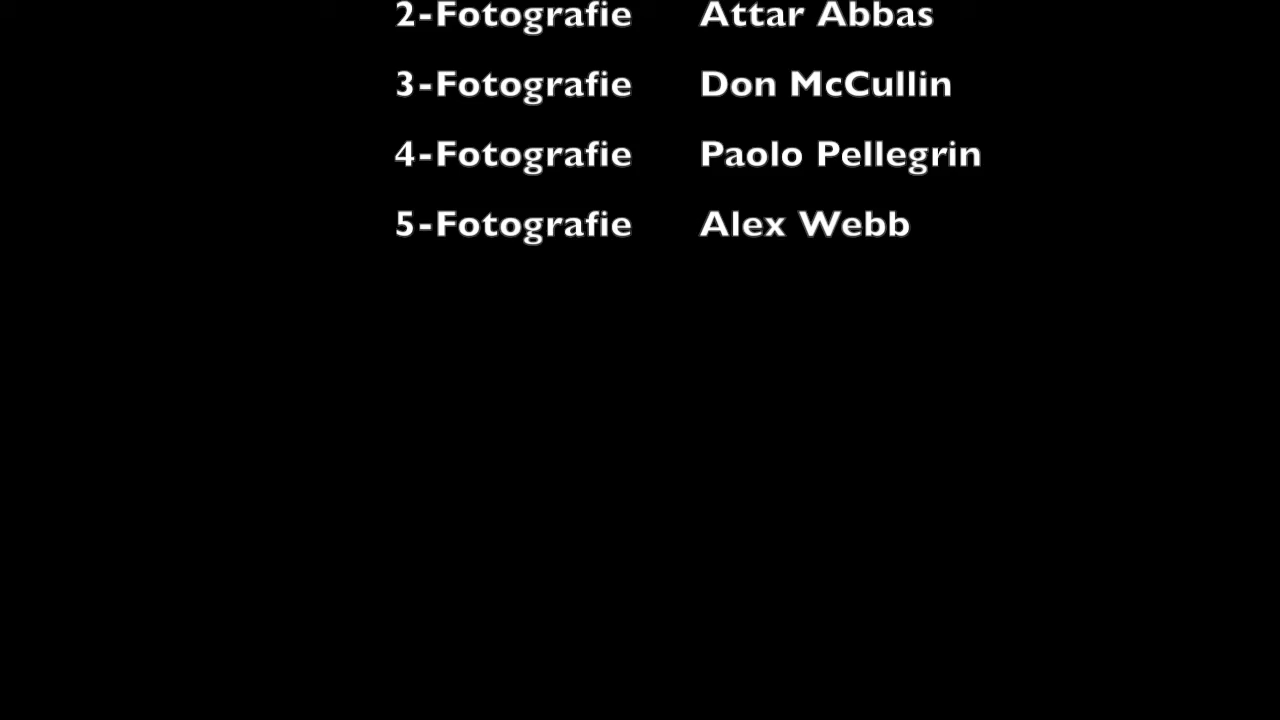 2-Fotografie Attar Abbas
3-Fotografie Don McCullin
4-Fotografie Paolo Pellegrin
5-Fotografie Alex Webb